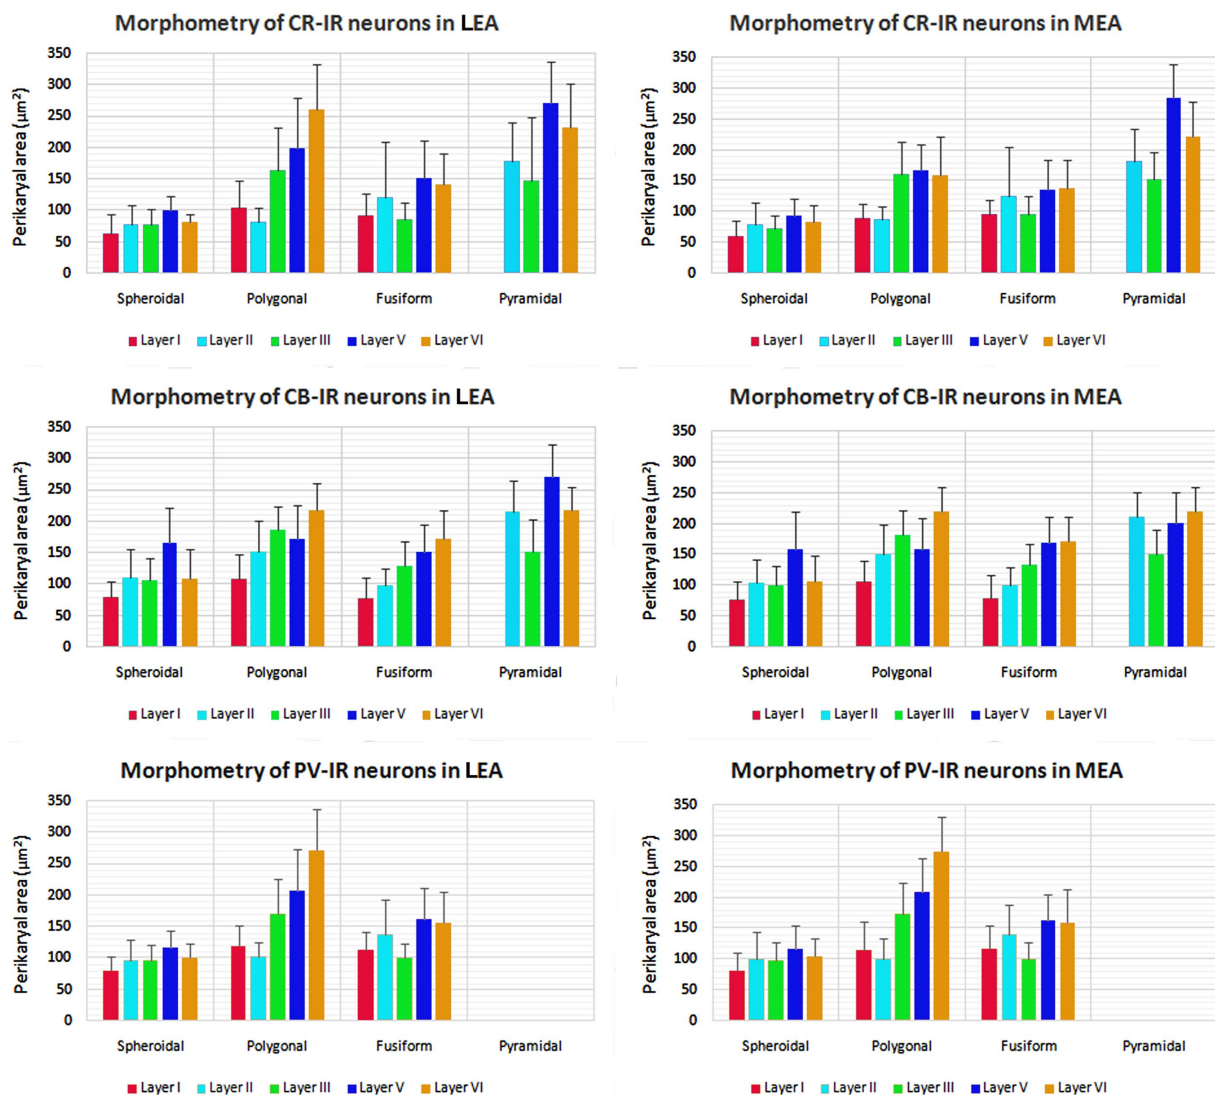 Morphometry of CR-IR neurons in LEA
Perikaryal area (μm²)
350
300
250
200
150
100
50
0
Spheroidal Polygonal Fusiform Pyramidal
Layer I Layer II Layer III Layer V Layer VI
Morphometry of CR-IR neurons in MEA
Perikaryal area (μm²)
350
300
250
200
150
100
50
0
Spheroidal Polygonal Fusiform Pyramidal
Layer I Layer II Layer III Layer V Layer VI
Morphometry of CB-IR neurons in LEA
Perikaryal area (μm²)
350
300
250
200
150
100
50
0
Spheroidal Polygonal Fusiform Pyramidal
Layer I Layer II Layer III Layer V Layer VI
Morphometry of CB-IR neurons in MEA
Perikaryal area (μm²)
350
300
250
200
150
100
50
0
Spheroidal Polygonal Fusiform Pyramidal
Layer I Layer II Layer III Layer V Layer VI
Morphometry of PV-IR neurons in LEA
Perikaryal area (μm²)
350
300
250
200
150
100
50
0
Spheroidal Polygonal Fusiform Pyramidal
Layer I Layer II Layer III Layer V Layer VI
Morphometry of PV-IR neurons in MEA
Perikaryal area (μm²)
350
300
250
200
150
100
50
0
Spheroidal Polygonal Fusiform Pyramidal
Layer I Layer II Layer III Layer V Layer VI